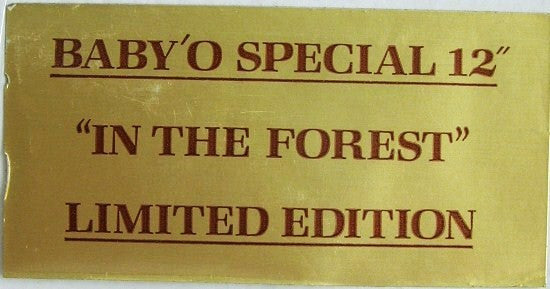 BABY'O SPECIAL 12"
“IN THE FOREST”
LIMITED EDITION